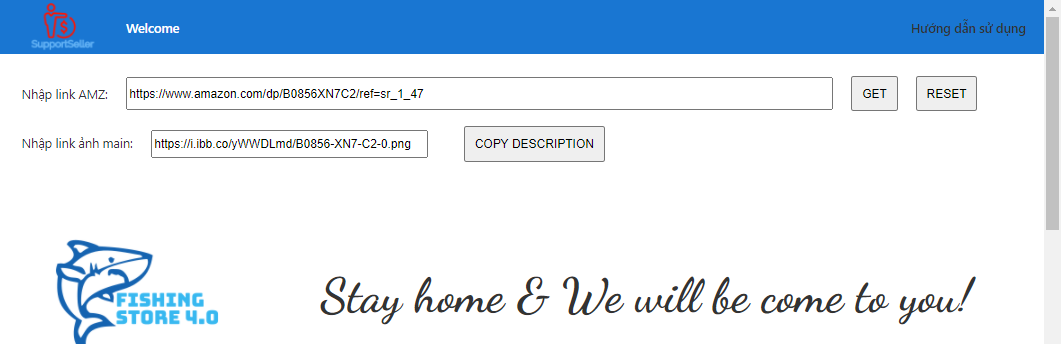 SupportSeller
Welcome
Hướng dẫn sử dụng
Nhập link AMZ:
https://www.amazon.com/dp/B0856XN7C2/ref=sr_1_47
GET
RESET
Nhập link ảnh main:
https://i.ibb.co/yWWDLmd/B0856-XN7-C2-0.png
COPY DESCRIPTION
FISHING
STORE 4.0
Stay home & We will be come to you!